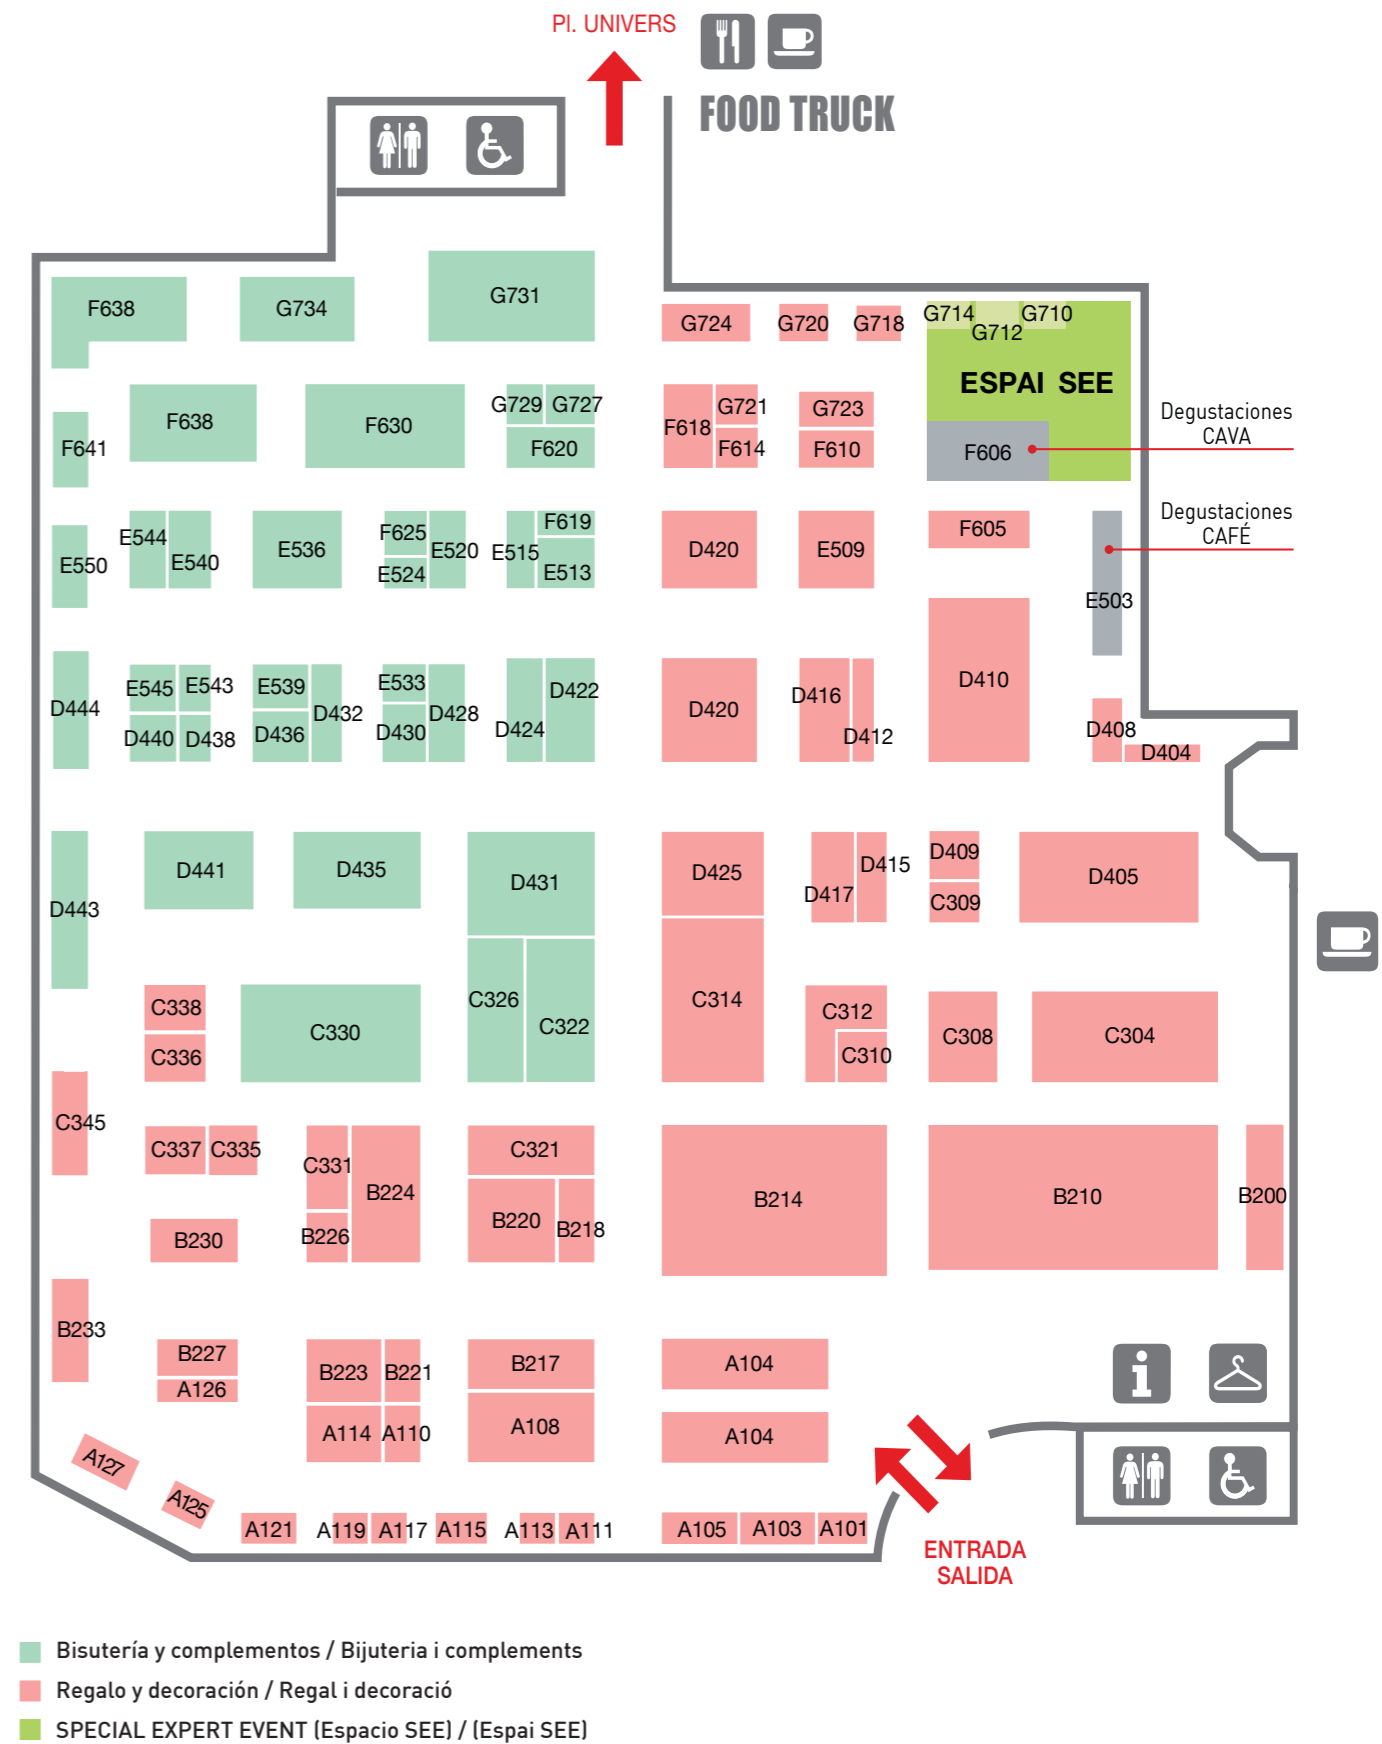 Pl. UNIVERS
FOOD TRUCK
F638
G734
G731
G724
G720
G718
G714
G712
G710
ESPAI SEE
F638
F630
G729
G727
F620
F618
G721
F614
G723
F610
F606
Degustaciones
CAVA
F641
E544
E540
E536
F625
E524
E520
E515
F619
E513
D420
E509
F605
E503
Degustaciones
CAFÉ
E550
D444
E545
E543
D440
D438
E539
D436
D432
E533
D430
D428
D424
D422
D420
D416
D412
D410
D408
D404
D443
D441
D435
D431
D425
D417
D415
D409
C309
D405
C338
C336
C330
C326
C322
C314
C312
C310
C308
C304
C345
C337
C335
C331
B226
B224
C321
B220
B218
B214
B210
B200
B230
B233
B227
A126
B223
B221
A114
A110
B217
A108
A104
A104
A127
A125
A121
A119
A117
A115
A113
A111
A105
A103
A101
ENTRADA
SALIDA
Bisutería y complementos / Bijuteria i complements
Regalo y decoración / Regal i decoració
SPECIAL EXPERT EVENT (Espacio SEE) / (Espai SEE)